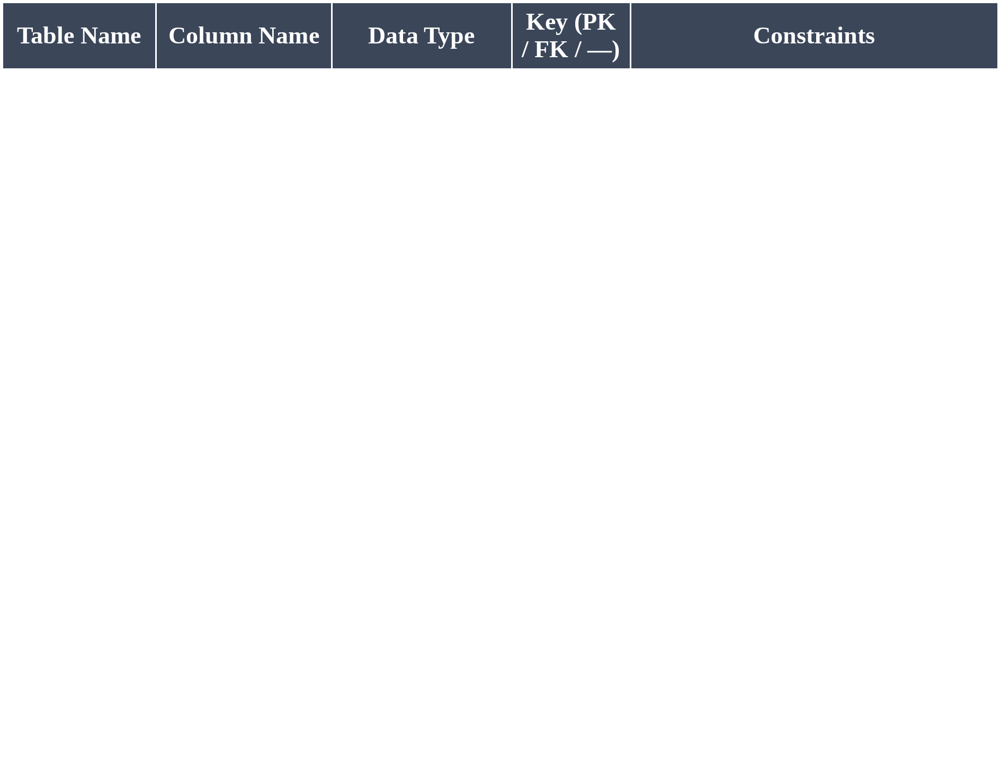 Table Name
Column Name
Data Type
Key (PK
/ FK / —)
Constraints